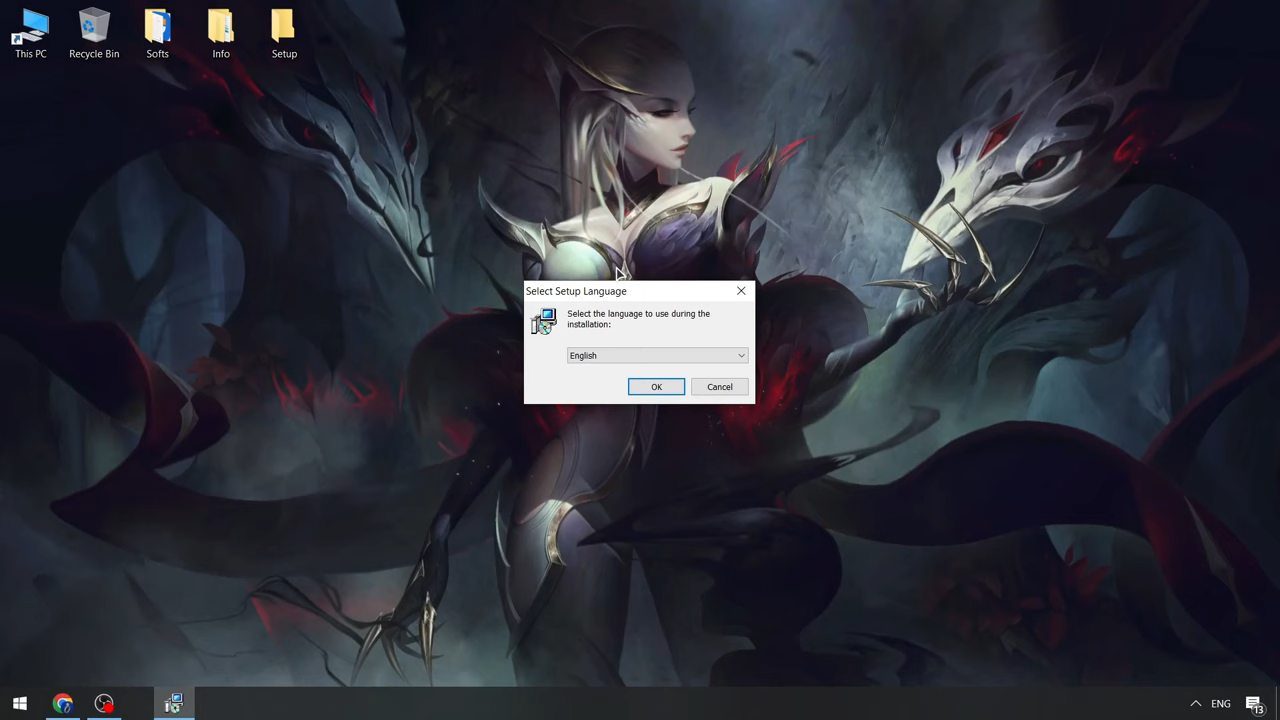 This PC
Recycle Bin
Softs
Info
Setup
Select Setup Language
Select the language to use during the
installation:
English
OK
Cancel
ENG
13